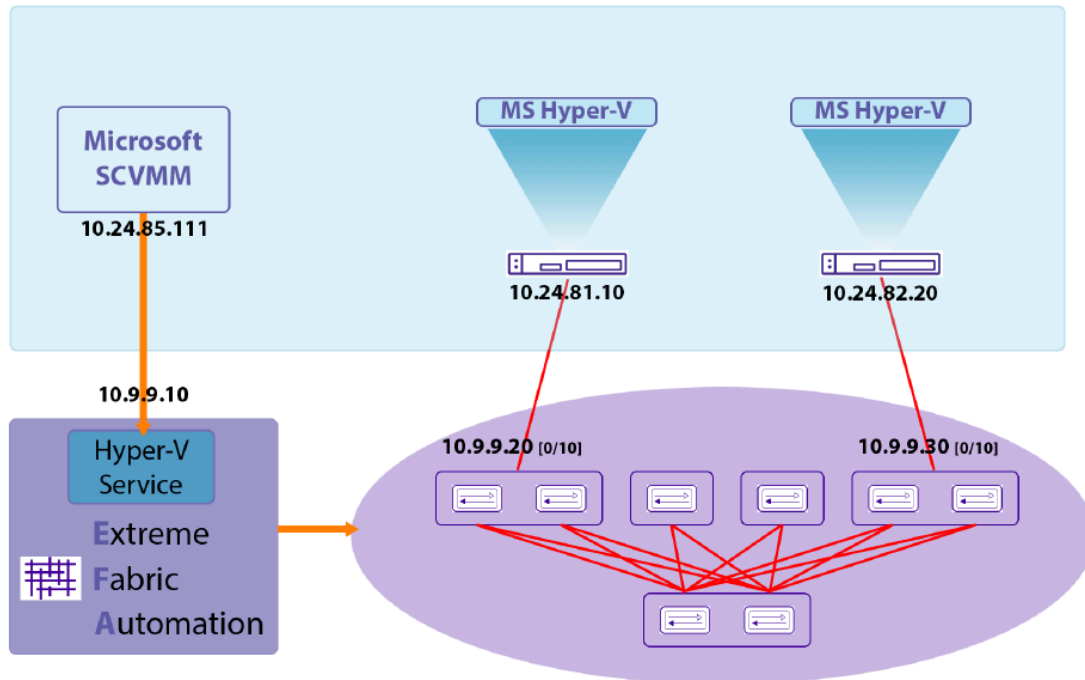 Microsoft
SCVMM
10.24.85.111
MS Hyper-V
MS Hyper-V
10.24.81.10
10.24.82.20
10.9.9.10
Hyper-V
Service
Extreme
Fabric
Automation
10.9.9.20 [0/10]
10.9.9.30 [0/10]